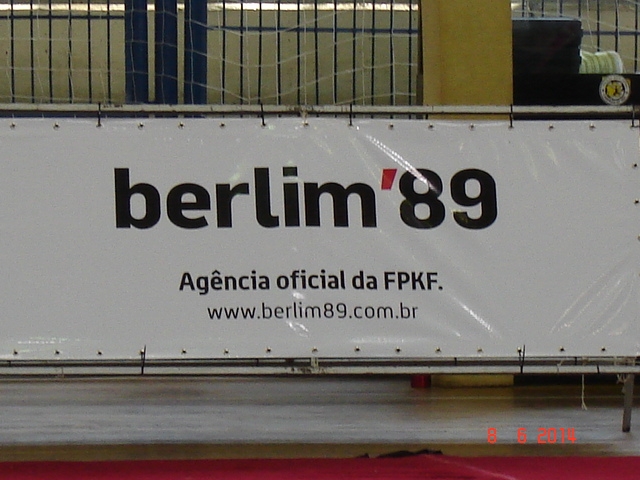 berlim'89
Agência oficial da FPKF.
www.berlim89.com.br
8 6 2014